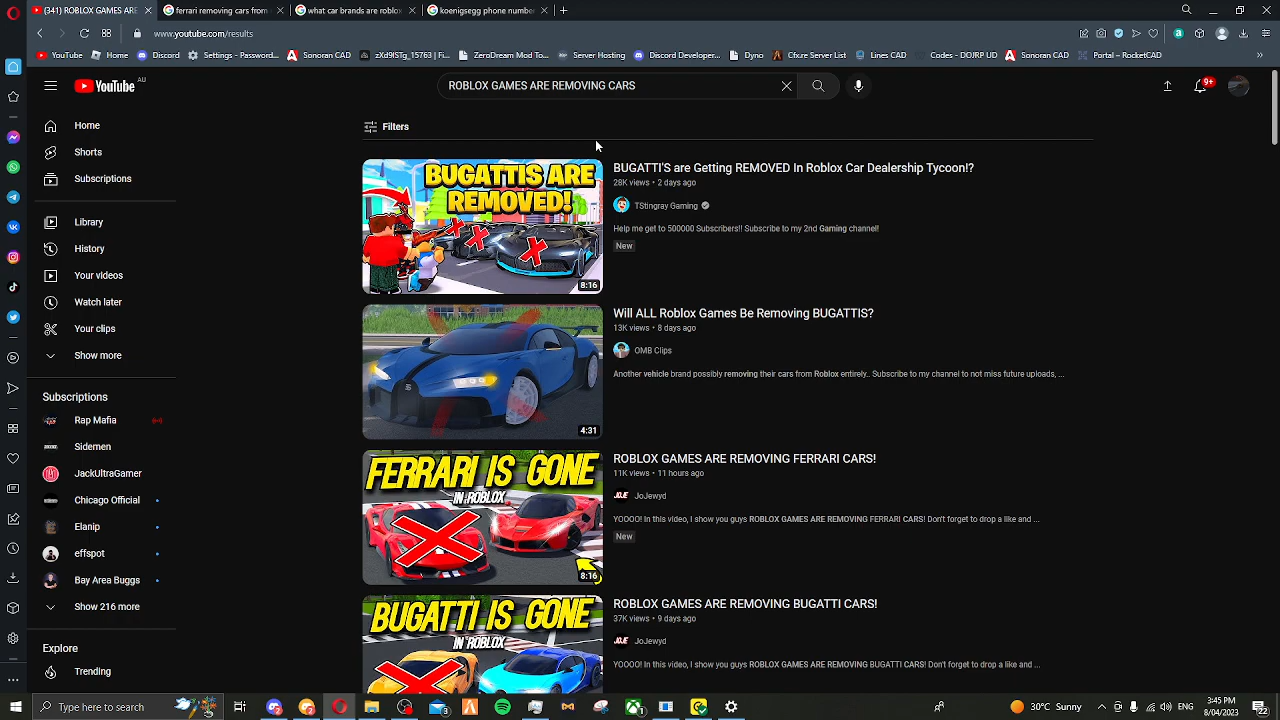 (341) ROBLOX GAMES ARE
ferrari removing cars from
what car brands are roblox
koenigsegg phone number
www.youtube.com/results
YouTube
Home
Discord
Settings - Password...
Sonoran CAD
zXd9ISTg_15763 | Fi...
ZeroDream Mod To...
Server Hosting
Discord Developer...
Dyno
Cfx.re Server List
Lines CAD
Codes - DOJRP UD
Sonoran CAD
Portal - RocketCAD
YouTube AU
ROBLOX GAMES ARE REMOVING CARS
9+
Filters
Home
Shorts
Subscriptions
Library
History
Your videos
Watch later
Your clips
Show more
Subscriptions
Rap Mafia
Sidemen
JackUltraGamer
Chicago Official
Elanip
effspot
Bay Area Buggs
Show 216 more
Explore
Trending
BUGATTIS ARE
REMOVED!
8:16
BUGATTI'S are Getting REMOVED In Roblox Car Dealership Tycoon!?
28K views • 2 days ago
TStingray Gaming
Help me get to 500000 Subscribers!! Subscribe to my 2nd Gaming channel!
New
4:31
Will ALL Roblox Games Be Removing BUGATTIS?
13K views • 8 days ago
OMB Clips
Another vehicle brand possibly removing their cars from Roblox entirely.. Subscribe to my channel to not miss future uploads, ...
FERRARI IS GONE
IN ROBLOX
8:16
ROBLOX GAMES ARE REMOVING FERRARI CARS!
11K views • 11 hours ago
JOJE
JoJewyd
YOOOO! In this video, I show you guys ROBLOX GAMES ARE REMOVING FERRARI CARS! Don't forget to drop a like and ...
New
BUGATTI IS GONE
IN ROBLOX
ROBLOX GAMES ARE REMOVING BUGATTI CARS!
37K views • 9 days ago
JoJewyd
YOOOO! In this video, I show you guys ROBLOX GAMES ARE REMOVING BUGATTI CARS! Don't forget to drop a like and ...
Type here to search
3
1
30°C Sunny
ENG
3:45 PM
8/04/2023